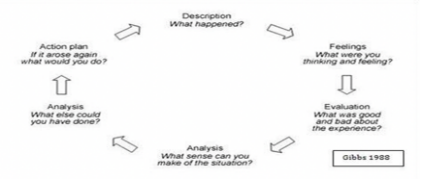 Description
What happened?
Feelings
What were you
thinking and feeling?
Evaluation
What was good
and bad about
the experience?
Analysis
What sense can you
make of the situation?
Analysis
What else could
you have done?
Action plan
If it arose again
what would you do?
Gibbs 1988